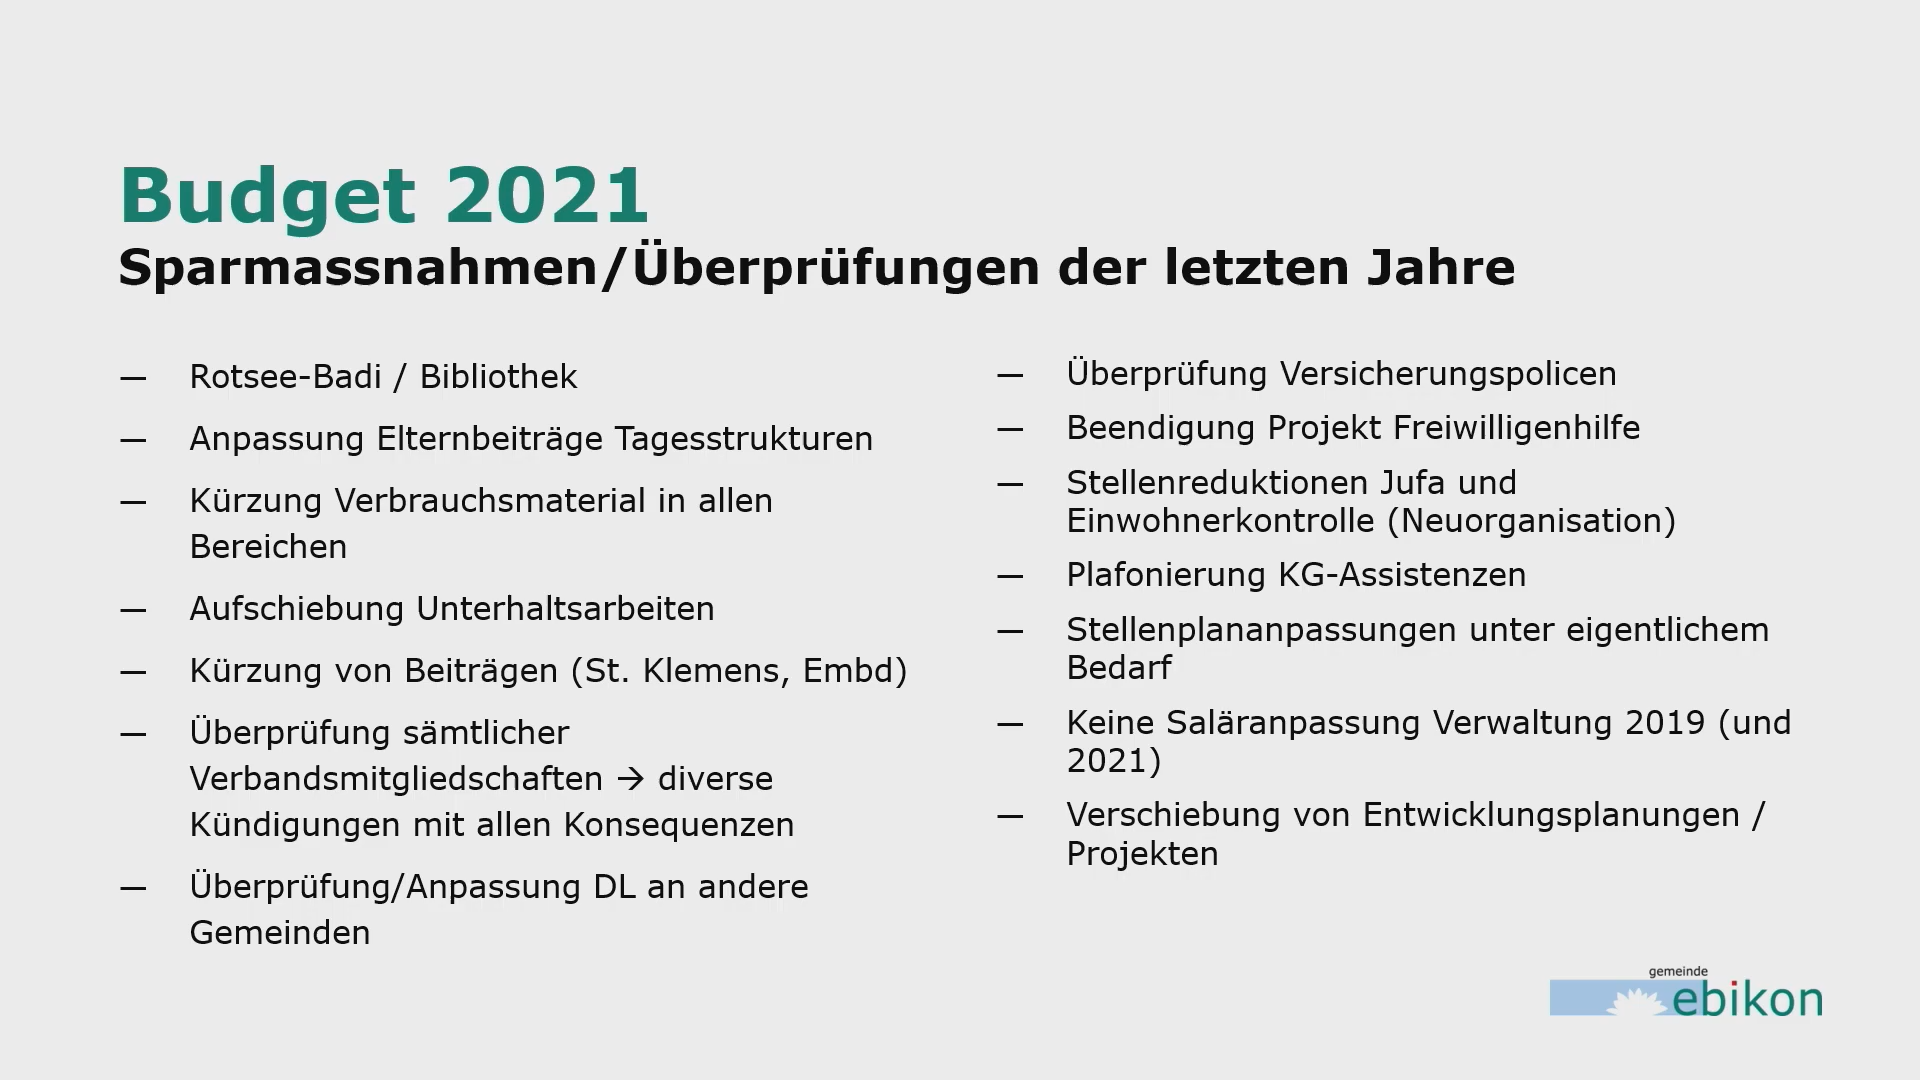 Budget 2021
Sparmassnahmen/Überprüfungen der letzten Jahre
— Rotsee-Badi / Bibliothek
— Anpassung Elternbeiträge Tagesstrukturen
— Kürzung Verbrauchsmaterial in allen
Bereichen
— Aufschiebung Unterhaltsarbeiten
— Kürzung von Beiträgen (St. Klemens, Embd)
— Überprüfung sämtlicher
Verbandsmitgliedschaften → diverse
Kündigungen mit allen Konsequenzen
— Überprüfung/Anpassung DL an andere
Gemeinden
— Überprüfung Versicherungspolicen
— Beendigung Projekt Freiwilligenhilfe
— Stellenreduktionen Jufa und
Einwohnerkontrolle (Neuorganisation)
— Plafonierung KG-Assistenzen
— Stellenplananpassungen unter eigentlichem
Bedarf
— Keine Saläranpassung Verwaltung 2019 (und
2021)
— Verschiebung von Entwicklungsplanungen /
Projekten
gemeinde
ebikon